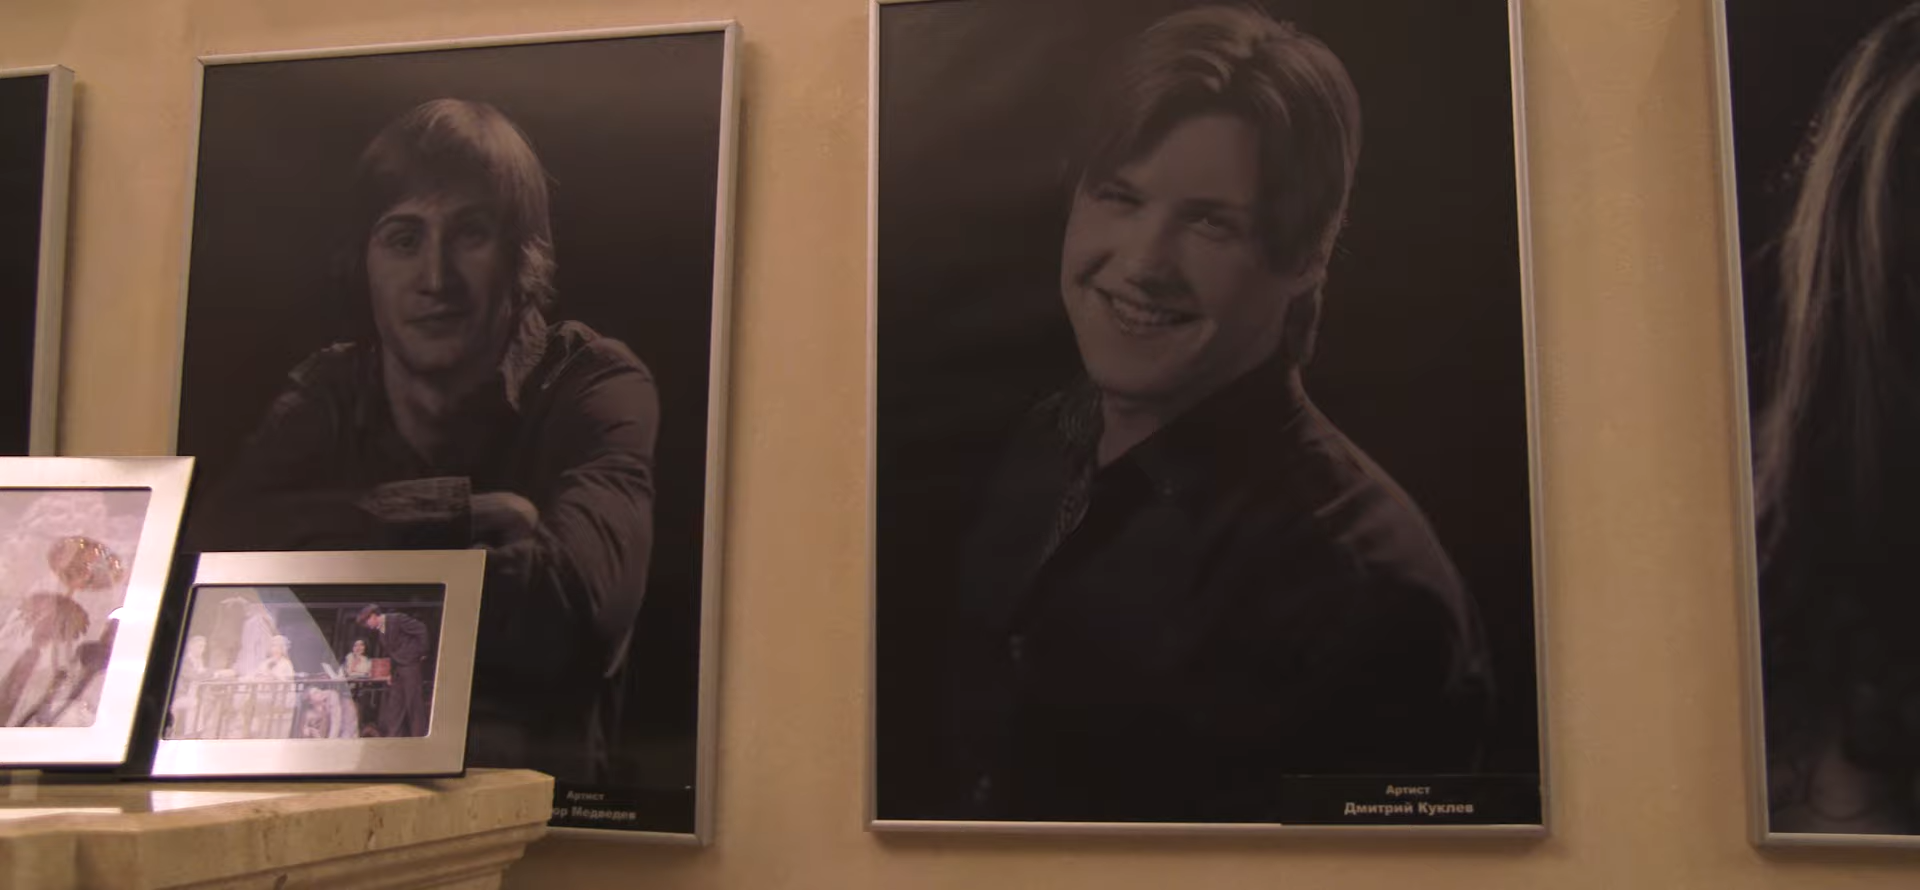 Артист
ор Медведев
Артист
Дмитрий Куклев